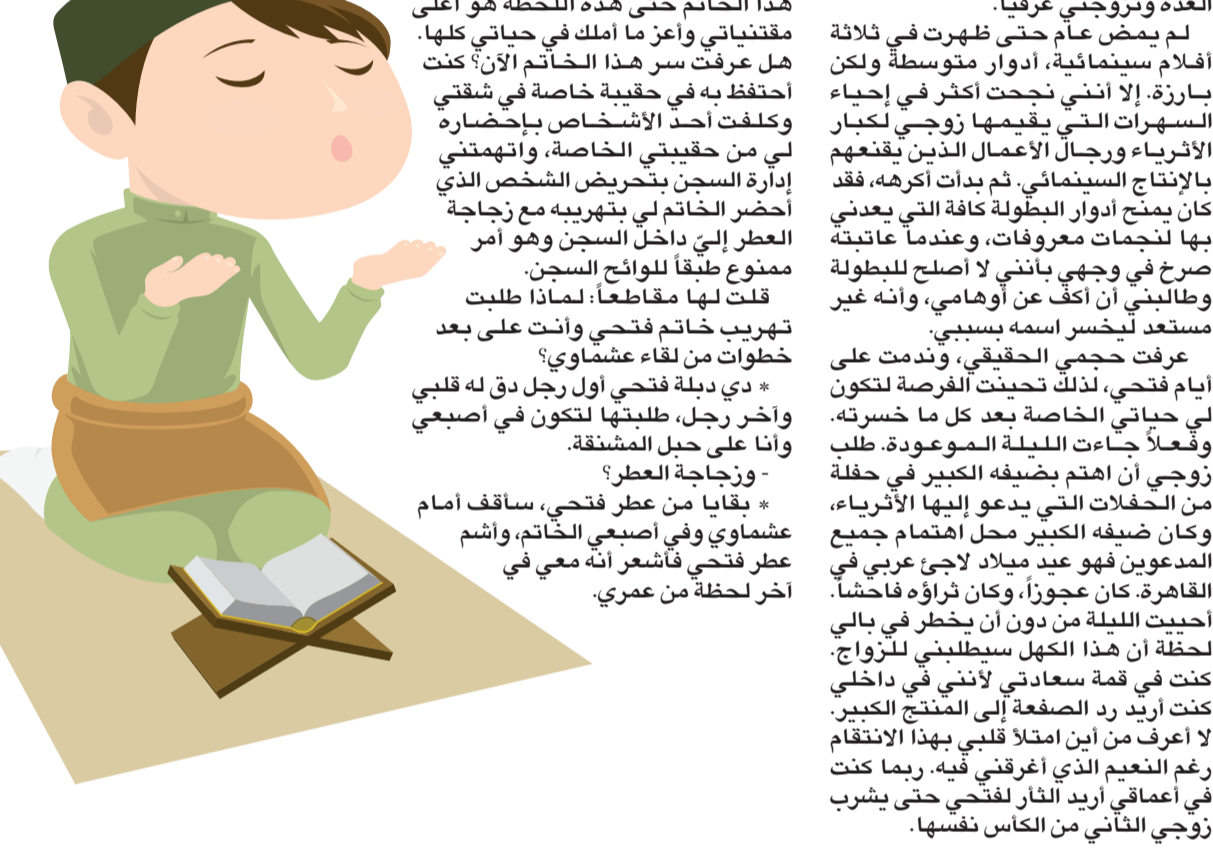 العدة وتزوجني عرفياً.
لم يمض عام حتى ظهرت في ثلاثة
أفلام سينمائية، أدوار متوسطة ولكن
بارزة. إلا أنني نجحت أكثر في إحياء
السهرات التي يقيمها زوجي لكبار
الأثرياء ورجال الأعمال الذين يقنعهم
بالإنتاج السينمائي. ثم بدأت أكرهه، فقد
كان يمنح أدوار البطولة كافة التي يعدني
بها لنجمات معروفات، وعندما عاتبته
صرخ في وجهي بأنني لا أصلح للبطولة
وطالبني أن أكف عن أوهامي، وأنه غير
مستعد ليخسر اسمه بسببي.
عرفت حجمي الحقيقي، وندمت على
أيام فتحي، لذلك تحينت الفرصة لتكون
لي حياتي الخاصة بعد كل ما خسرته.
وفعلاً جاءت الليلة الموعودة. طلب
زوجي أن اهتم بضيفه الكبير في حفلة
من الحفلات التي يدعو إليها الأثرياء،
وكان ضيفه الكبير محل اهتمام جميع
المدعوين فهو عيد ميلاد لاجئ عربي في
القاهرة. كان عجوزاً، وكان ثراؤه فاحشاً.
أحييت الليلة من دون أن يخطر في بالي
لحظة أن هذا الكهل سيطلبني للزواج.
كنت في قمة سعادتي لأنني في داخلي
كنت أريد رد الصفعة إلى المنتج الكبير.
لا أعرف من أين امتلأ قلبي بهذا الانتقام
رغم النعيم الذي أغرقني فيه. ربما كنت
في أعماقي أريد الثأر لفتحي حتى يشرب
زوجي الثاني من الكأس نفسها.
هذا الخاتم حتى هذه اللحظة هو أغلى
مقتنياتي وأعز ما أملك في حياتي كلها.
هل عرفت سر هذا الخاتم الآن؟ كنت
أحتفظ به في حقيبة خاصة في شقتي
وكلفت أحد الأشخاص بإحضاره
لي من حقيبتي الخاصة، واتهمتني
إدارة السجن بتحريض الشخص الذي
أحضر الخاتم لي بتهريبه مع زجاجة
العطر إليّ داخل السجن وهو أمر
ممنوع طبقاً للوائح السجن.
قلت لها مقاطعاً: لماذا طلبت
تهريب خاتم فتحي وأنت على بعد
خطوات من لقاء عشماوي؟
* دي دبلة فتحي أول رجل دق له قلبي
وآخر رجل، طلبتها لتكون في أصبعي
وأنا على حبل المشنقة.
- وزجاجة العطر؟
* بقايا من عطر فتحي، سأقف أمام
عشماوي وفي أصبعي الخاتم، وأشم
عطر فتحي فأشعر أنه معي في
آخر لحظة من عمري.